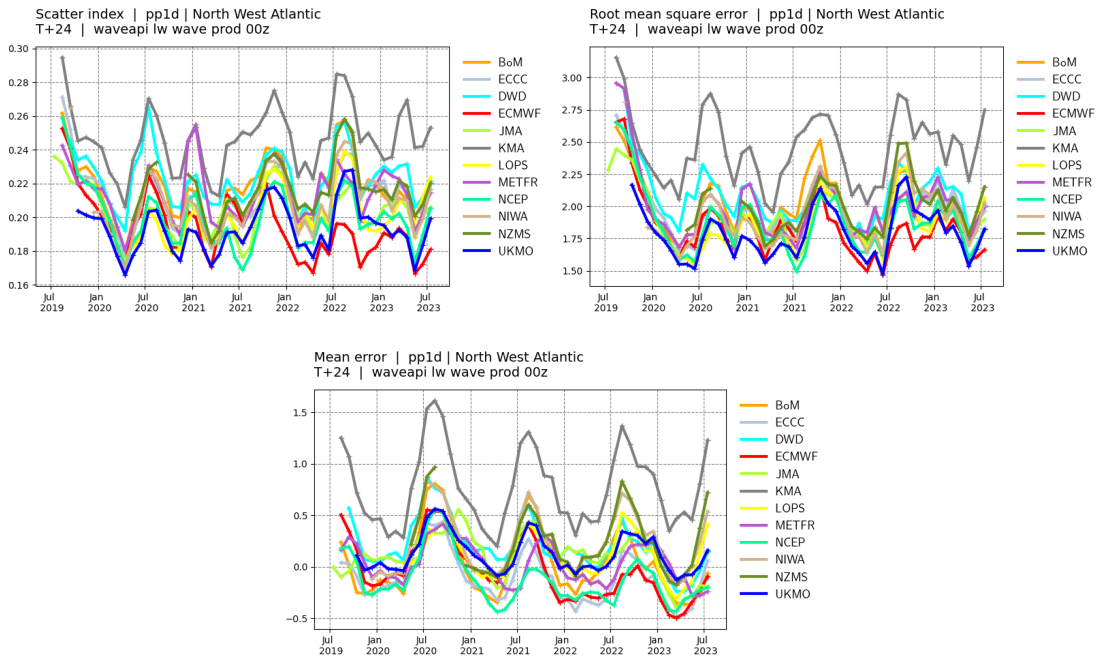 Scatter index | pp1d | North West Atlantic
T+24 | waveapi lw wave prod 00z
0.30
0.28
0.26
0.24
0.22
0.20
0.18
0.16
Jul 2019
Jan 2020
Jul 2020
Jan 2021
Jul 2021
Jan 2022
Jul 2022
Jan 2023
Jul 2023
BoM
ECCC
DWD
ECMWF
JMA
KMA
LOPS
METFR
NCEP
NIWA
NZMS
UKMO
Root mean square error | pp1d | North West Atlantic
T+24 | waveapi lw wave prod 00z
3.00
2.75
2.50
2.25
2.00
1.75
1.50
Jul 2019
Jan 2020
Jul 2020
Jan 2021
Jul 2021
Jan 2022
Jul 2022
Jan 2023
Jul 2023
BoM
ECCC
DWD
ECMWF
JMA
KMA
LOPS
METFR
NCEP
NIWA
NZMS
UKMO
Mean error | pp1d | North West Atlantic
T+24 | waveapi lw wave prod 00z
1.5
1.0
0.5
0.0
−0.5
Jul 2019
Jan 2020
Jul 2020
Jan 2021
Jul 2021
Jan 2022
Jul 2022
Jan 2023
Jul 2023
BoM
ECCC
DWD
ECMWF
JMA
KMA
LOPS
METFR
NCEP
NIWA
NZMS
UKMO